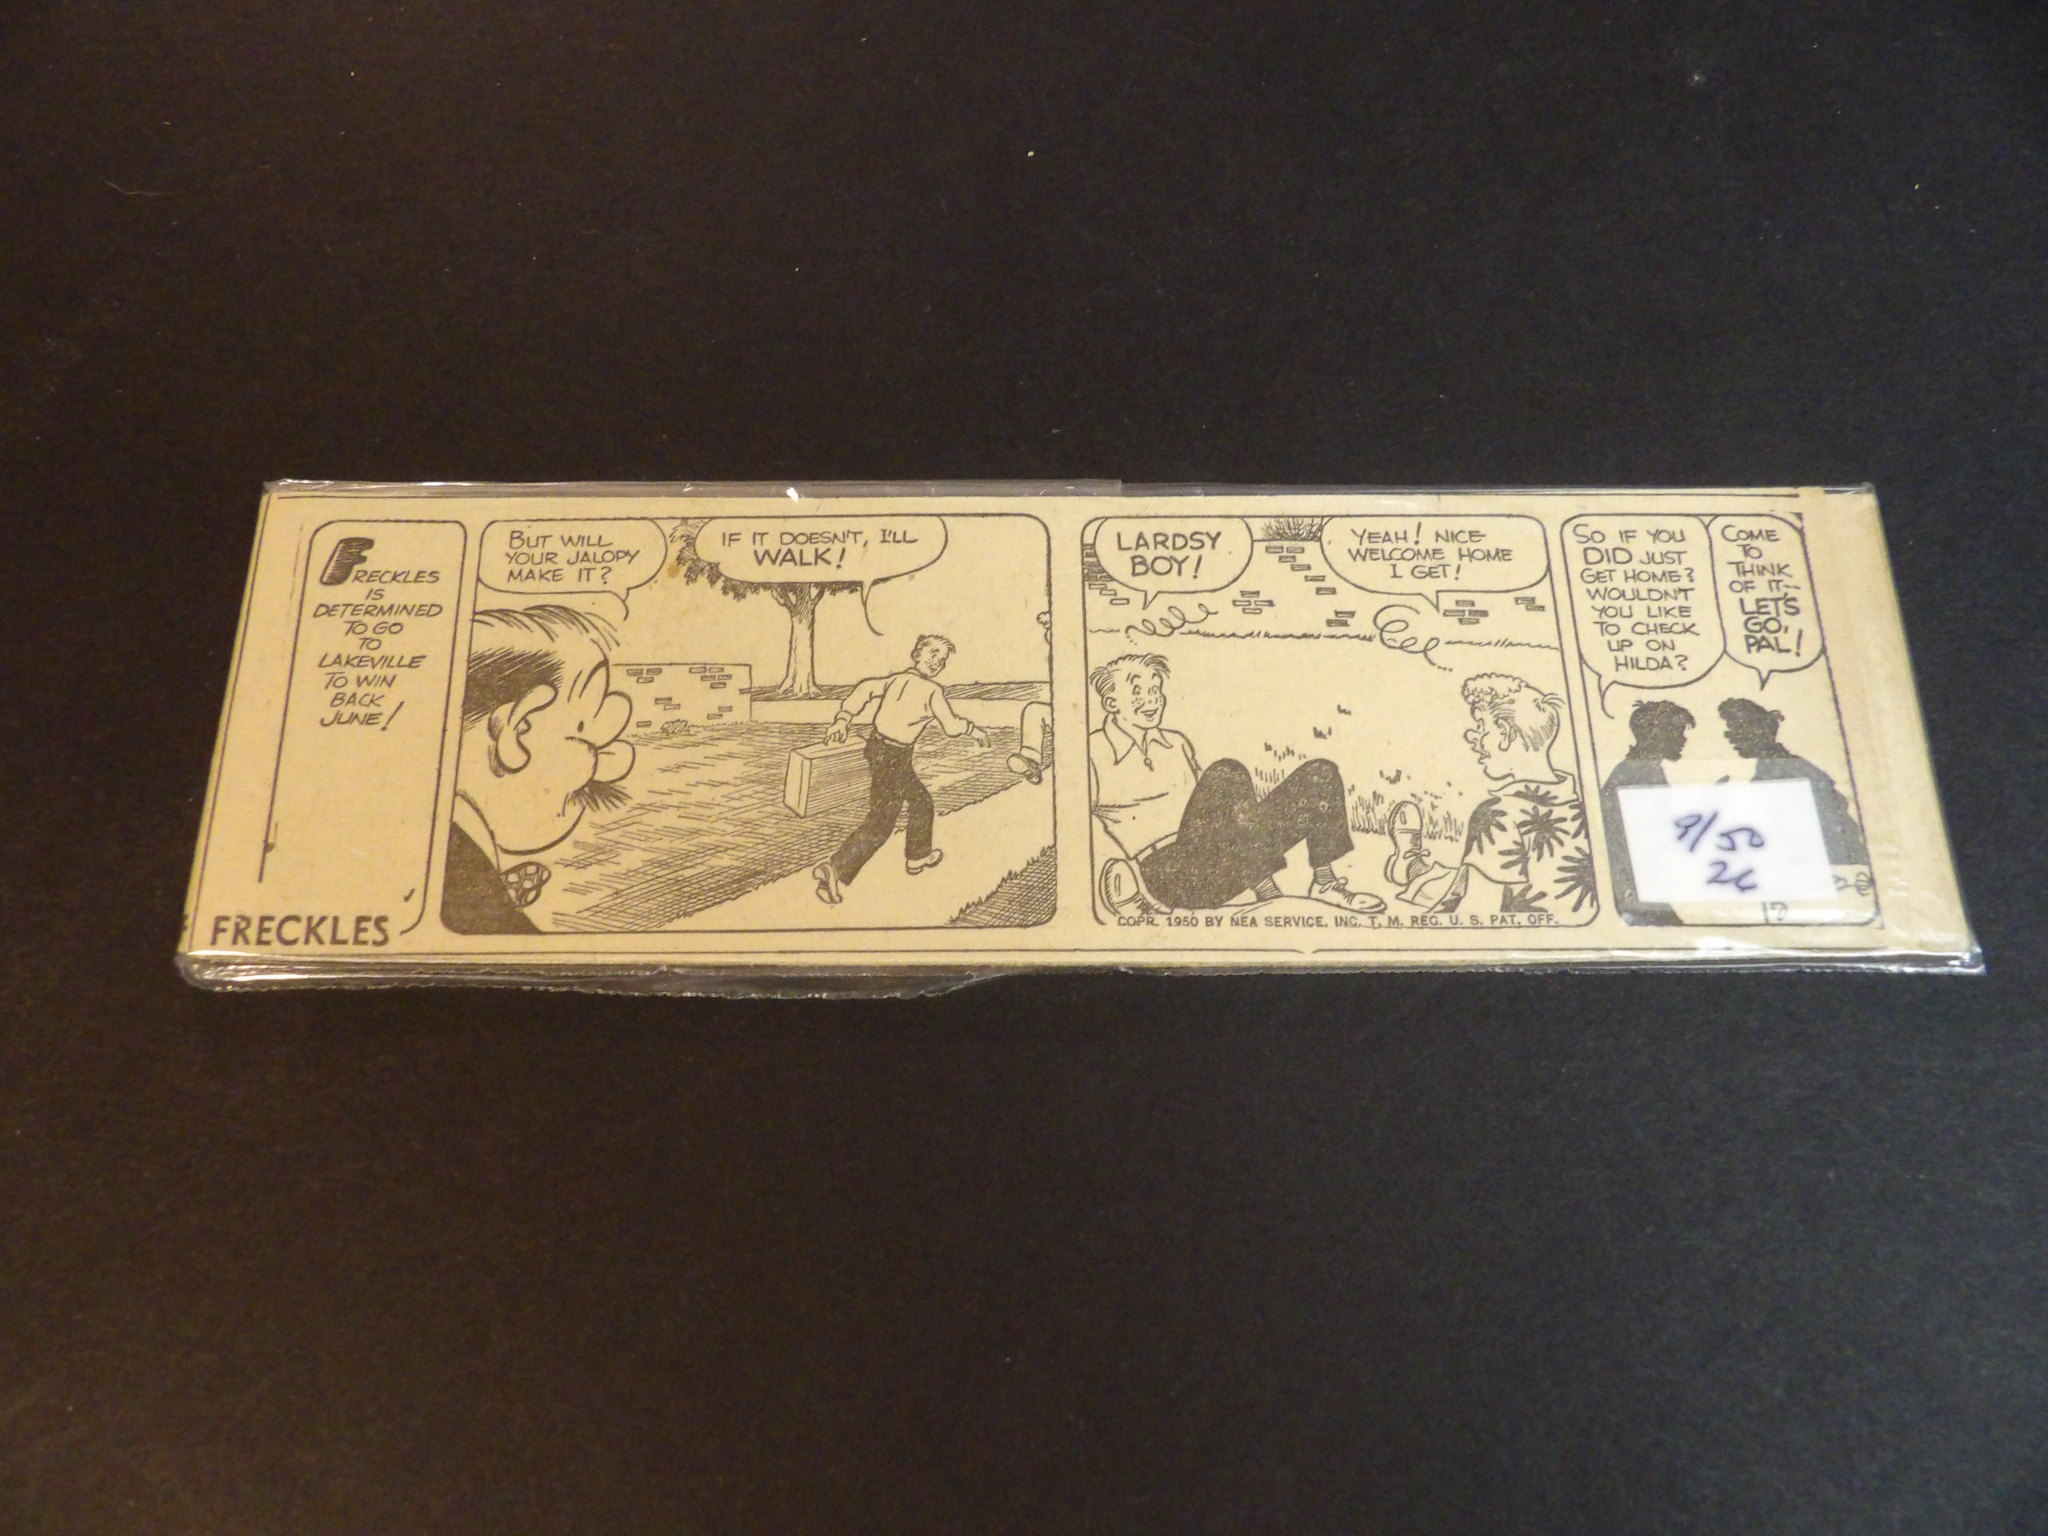 FRECKLES
IS
DETERMINED
TO GO
TO
LAKEVILLE
TO WIN
BACK
JUNE!
FRECKLES
BUT WILL
YOUR JALOPY
MAKE IT?
IF IT DOESN'T, I'LL
WALK!
LARDSY
BOY!
YEAH! NICE
WELCOME HOME
I GET!
COPR. 1950 BY NEA SERVICE, INC. T. M. REG. U. S. PAT. OFF.
SO IF YOU
DID JUST
GET HOME?
WOULDN'T
YOU LIKE
TO CHECK
UP ON
HILDA?
COME
TO
THINK
OF IT--
LET'S
GO,
PAL!
9/50
26